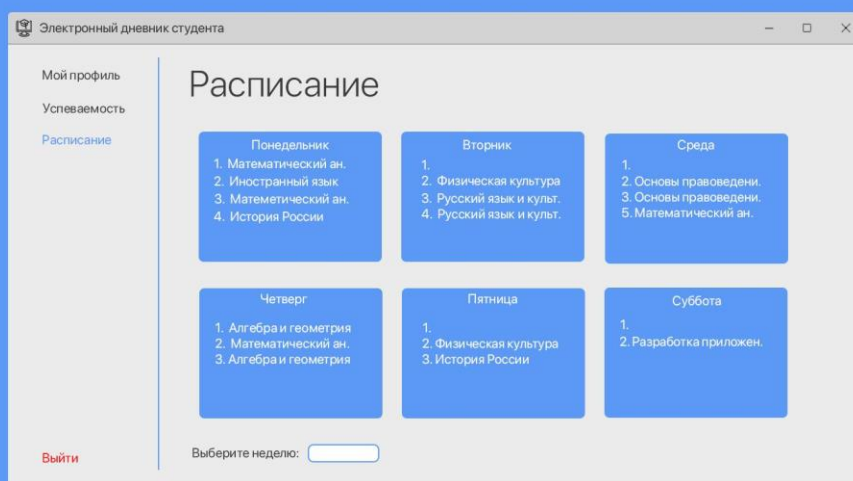 Электронный дневник студента
Мой профиль
Успеваемость
Расписание
Расписание
Понедельник
1. Математический ан.
2. Иностранный язык
3. Матеметический ан.
4. История России
Вторник
1.
2. Физическая культура
3. Русский язык и культ.
4. Русский язык и культ.
Среда
1.
2. Основы правоведени.
3. Основы правоведени.
5. Математический ан.
Четверг
1. Алгебра и геометрия
2. Математический ан.
3. Алгебра и геометрия
Пятница
1.
2. Физическая культура
3. История России
Суббота
1.
2. Разработка приложен.
Выберите неделю:
Выйти